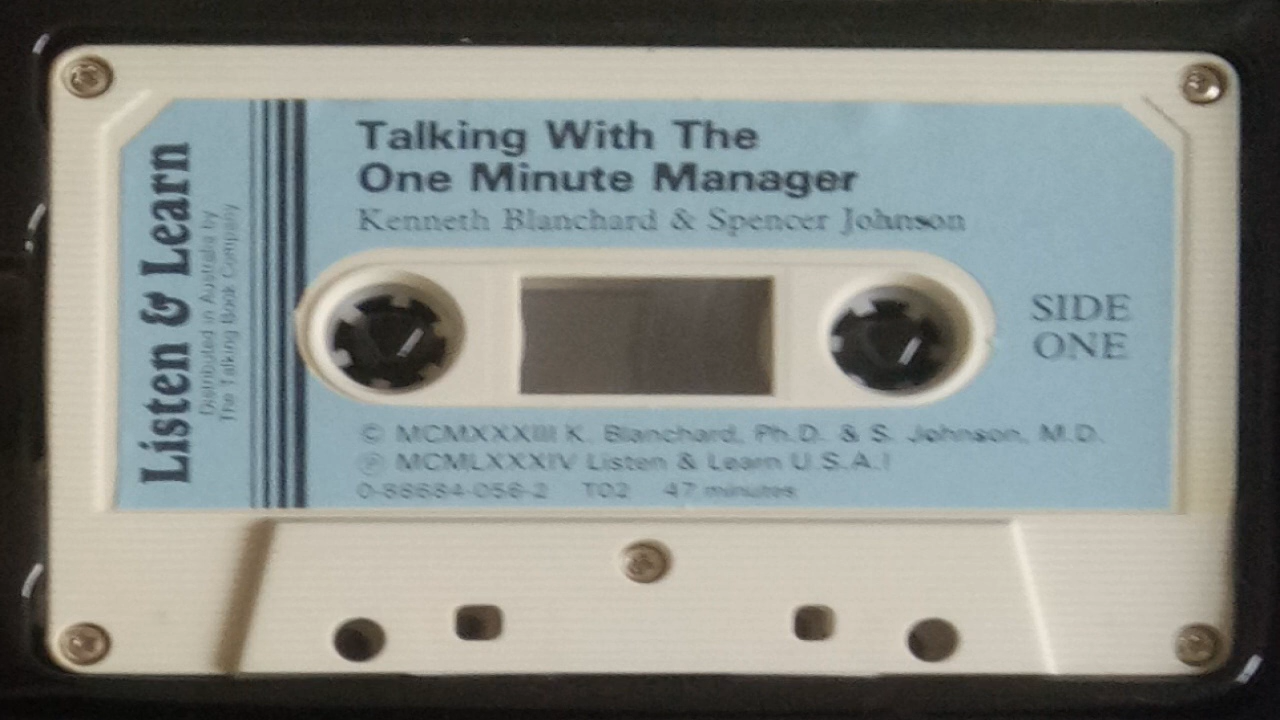 Listen & Learn
Distributed in Australia by
The Talking Book Company
Talking With The
One Minute Manager
Kenneth Blanchard & Spencer Johnson
SIDE
ONE
© MCMXXXIII K. Blanchard, Ph.D. & S. Johnson, M.D.
℗ MCMLXXXIV Listen & Learn U.S.A.!
0-88684-056-2 T02 47 minutes